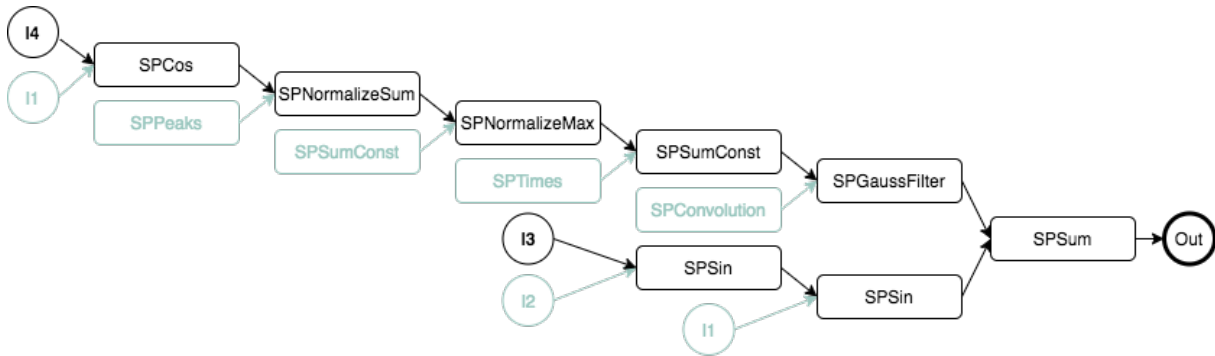 I4
SPCos
I1
SPNormalizeSum
SPPeaks
SPNormalizeMax
SPSumConst
SPSumConst
SPTimes
SPGaussFilter
SPConvolution
I3
SPSum
Out
SPSin
I2
SPSin
I1